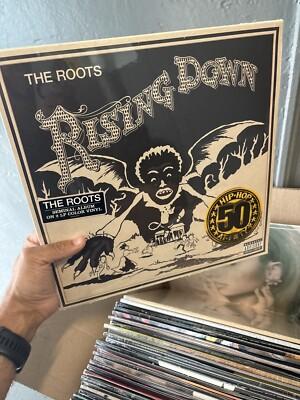 THE ROOTS
RISING DOWN
THE ROOTS
SEMINAL ALBUM
ON 2 LP COLOR VINYL
HIP-HOP
50